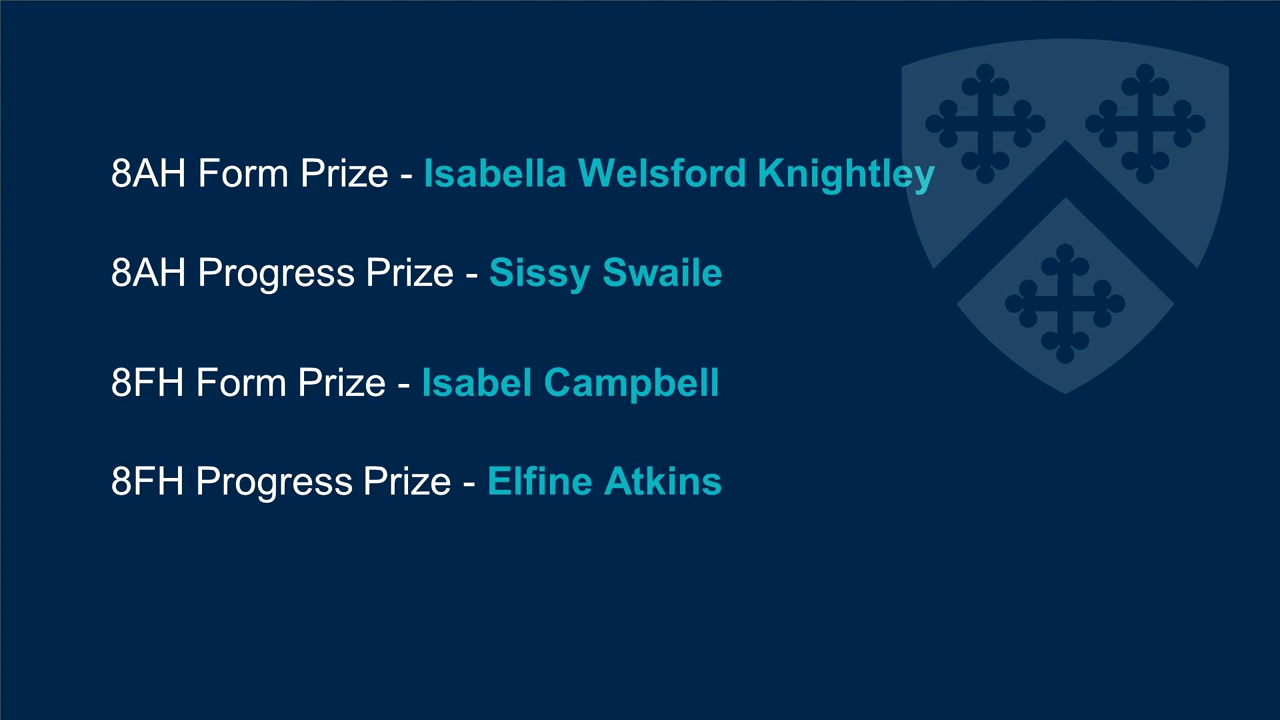 8AH Form Prize - Isabella Welsford Knightley
8AH Progress Prize - Sissy Swaile
8FH Form Prize - Isabel Campbell
8FH Progress Prize - Elfine Atkins